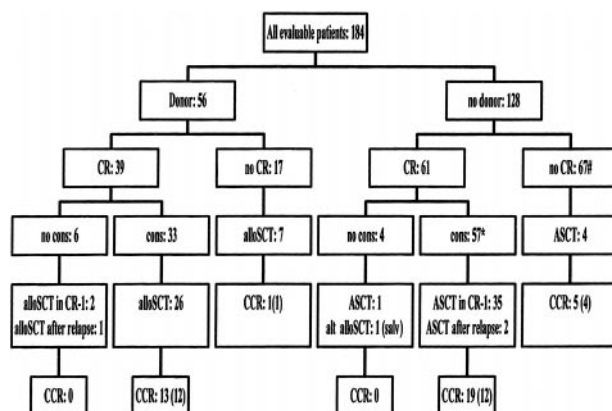 All evaluable patients: 184
Donor: 56
no donor: 128
CR: 39
no CR: 17
CR: 61
no CR: 67#
no cons: 6
cons: 33
alloSCT: 7
no cons: 4
cons: 57*
ASCT: 4
alloSCT in CR-1: 2
alloSCT after relapse: 1
alloSCT: 26
CCR: 1(1)
ASCT: 1
alt alloSCT: 1 (salv)
ASCT in CR-1: 35
ASCT after relapse: 2
CCR: 5 (4)
CCR: 0
CCR: 13 (12)
CCR: 0
CCR: 19 (12)